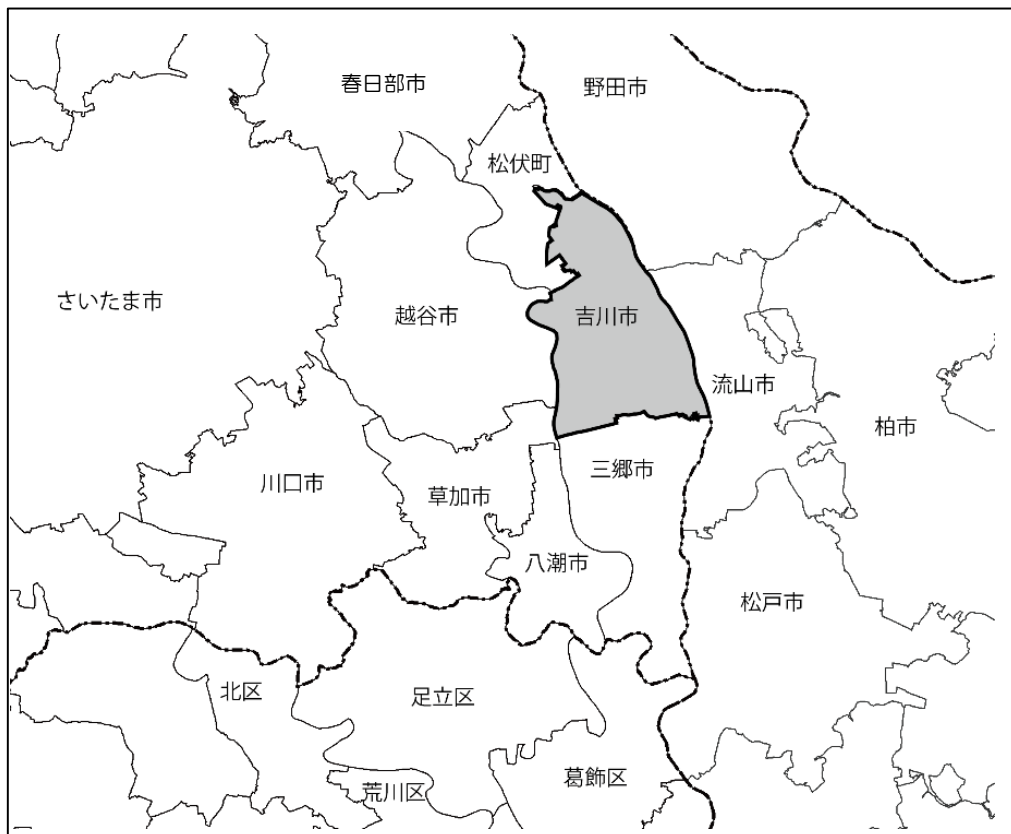 春日部市
野田市
松伏町
さいたま市
越谷市
吉川市
流山市
柏市
三郷市
川口市
草加市
八潮市
松戸市
北区
足立区
荒川区
葛飾区